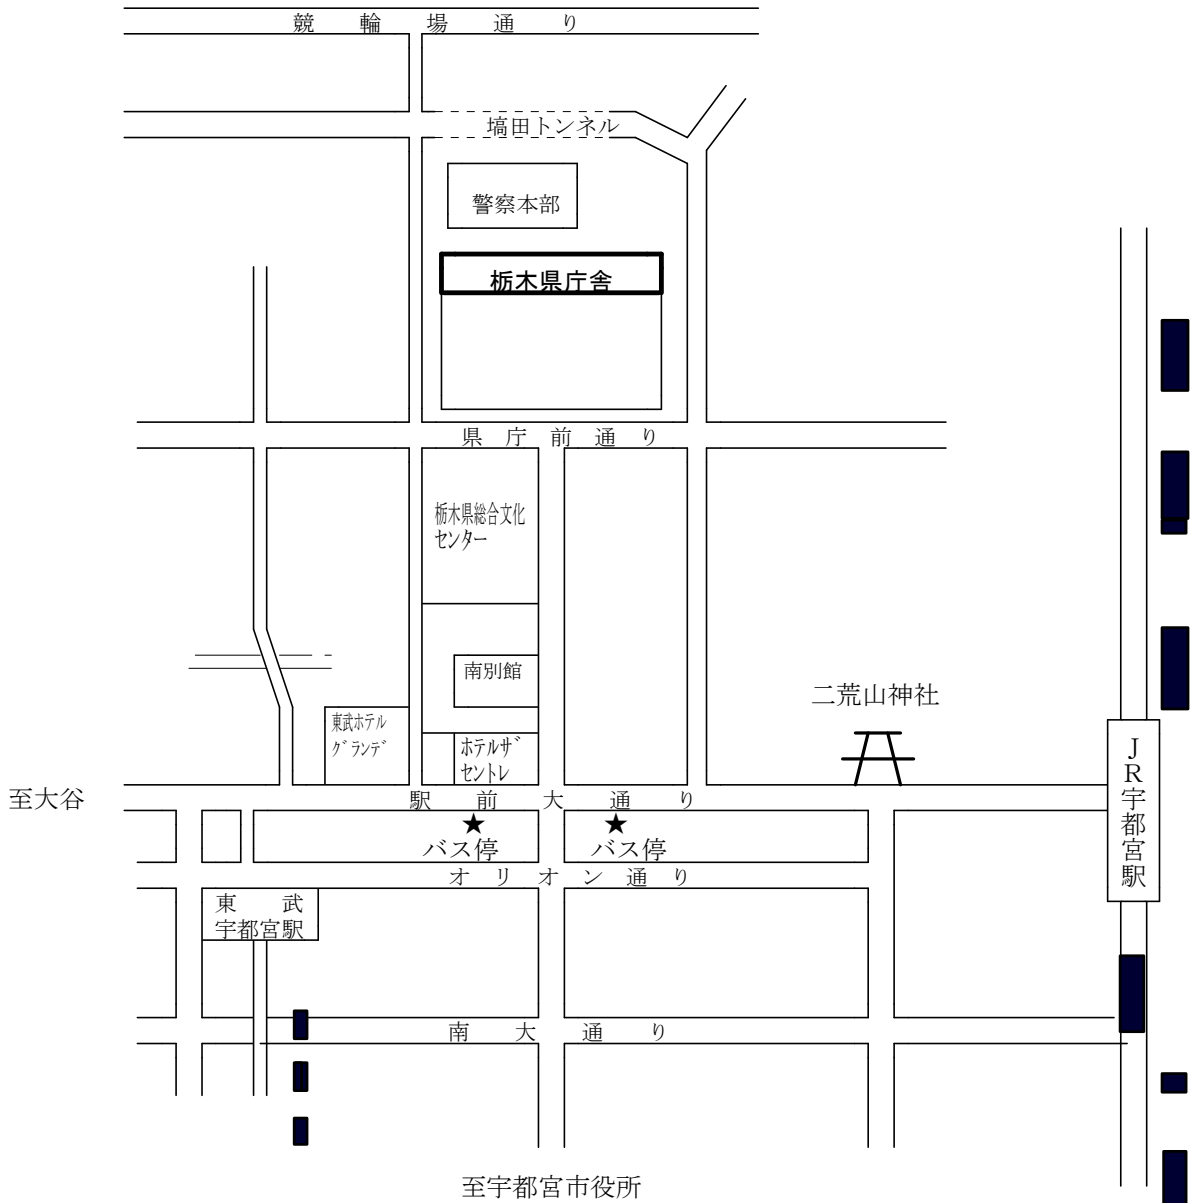 競輪場通り
塙田トンネル
警察本部
栃木県庁舎
県庁前通り
栃木県総合文化
センター
南別館
二荒山神社
東武ホテル
グランデ
ホテルザ
セントレ
JR宇都宮駅
至大谷
駅前大通り
★ ★
バス停 バス停
オリオン通り
東武
宇都宮駅
南大通り
至宇都宮市役所